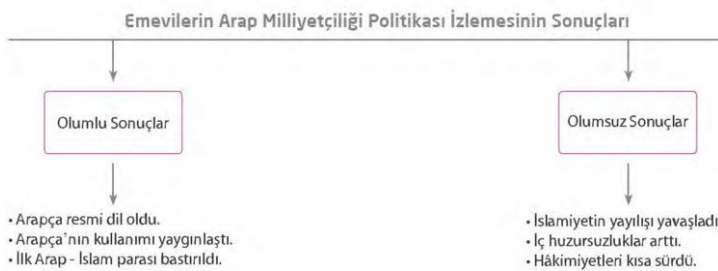 Emevilerin Arap Milliyetçiliği Politikası İzlemesinin Sonuçları
Olumlu Sonuçlar
• Arapça resmi dil oldu.
• Arapça'nın kullanımı yaygınlaştı.
• İlk Arap - İslam parası bastırıldı.
Olumsuz Sonuçlar
• İslamiyetin yayılışı yavaşladı
• İç huzursuzluklar arttı.
• Hâkimiyetleri kısa sürdü.